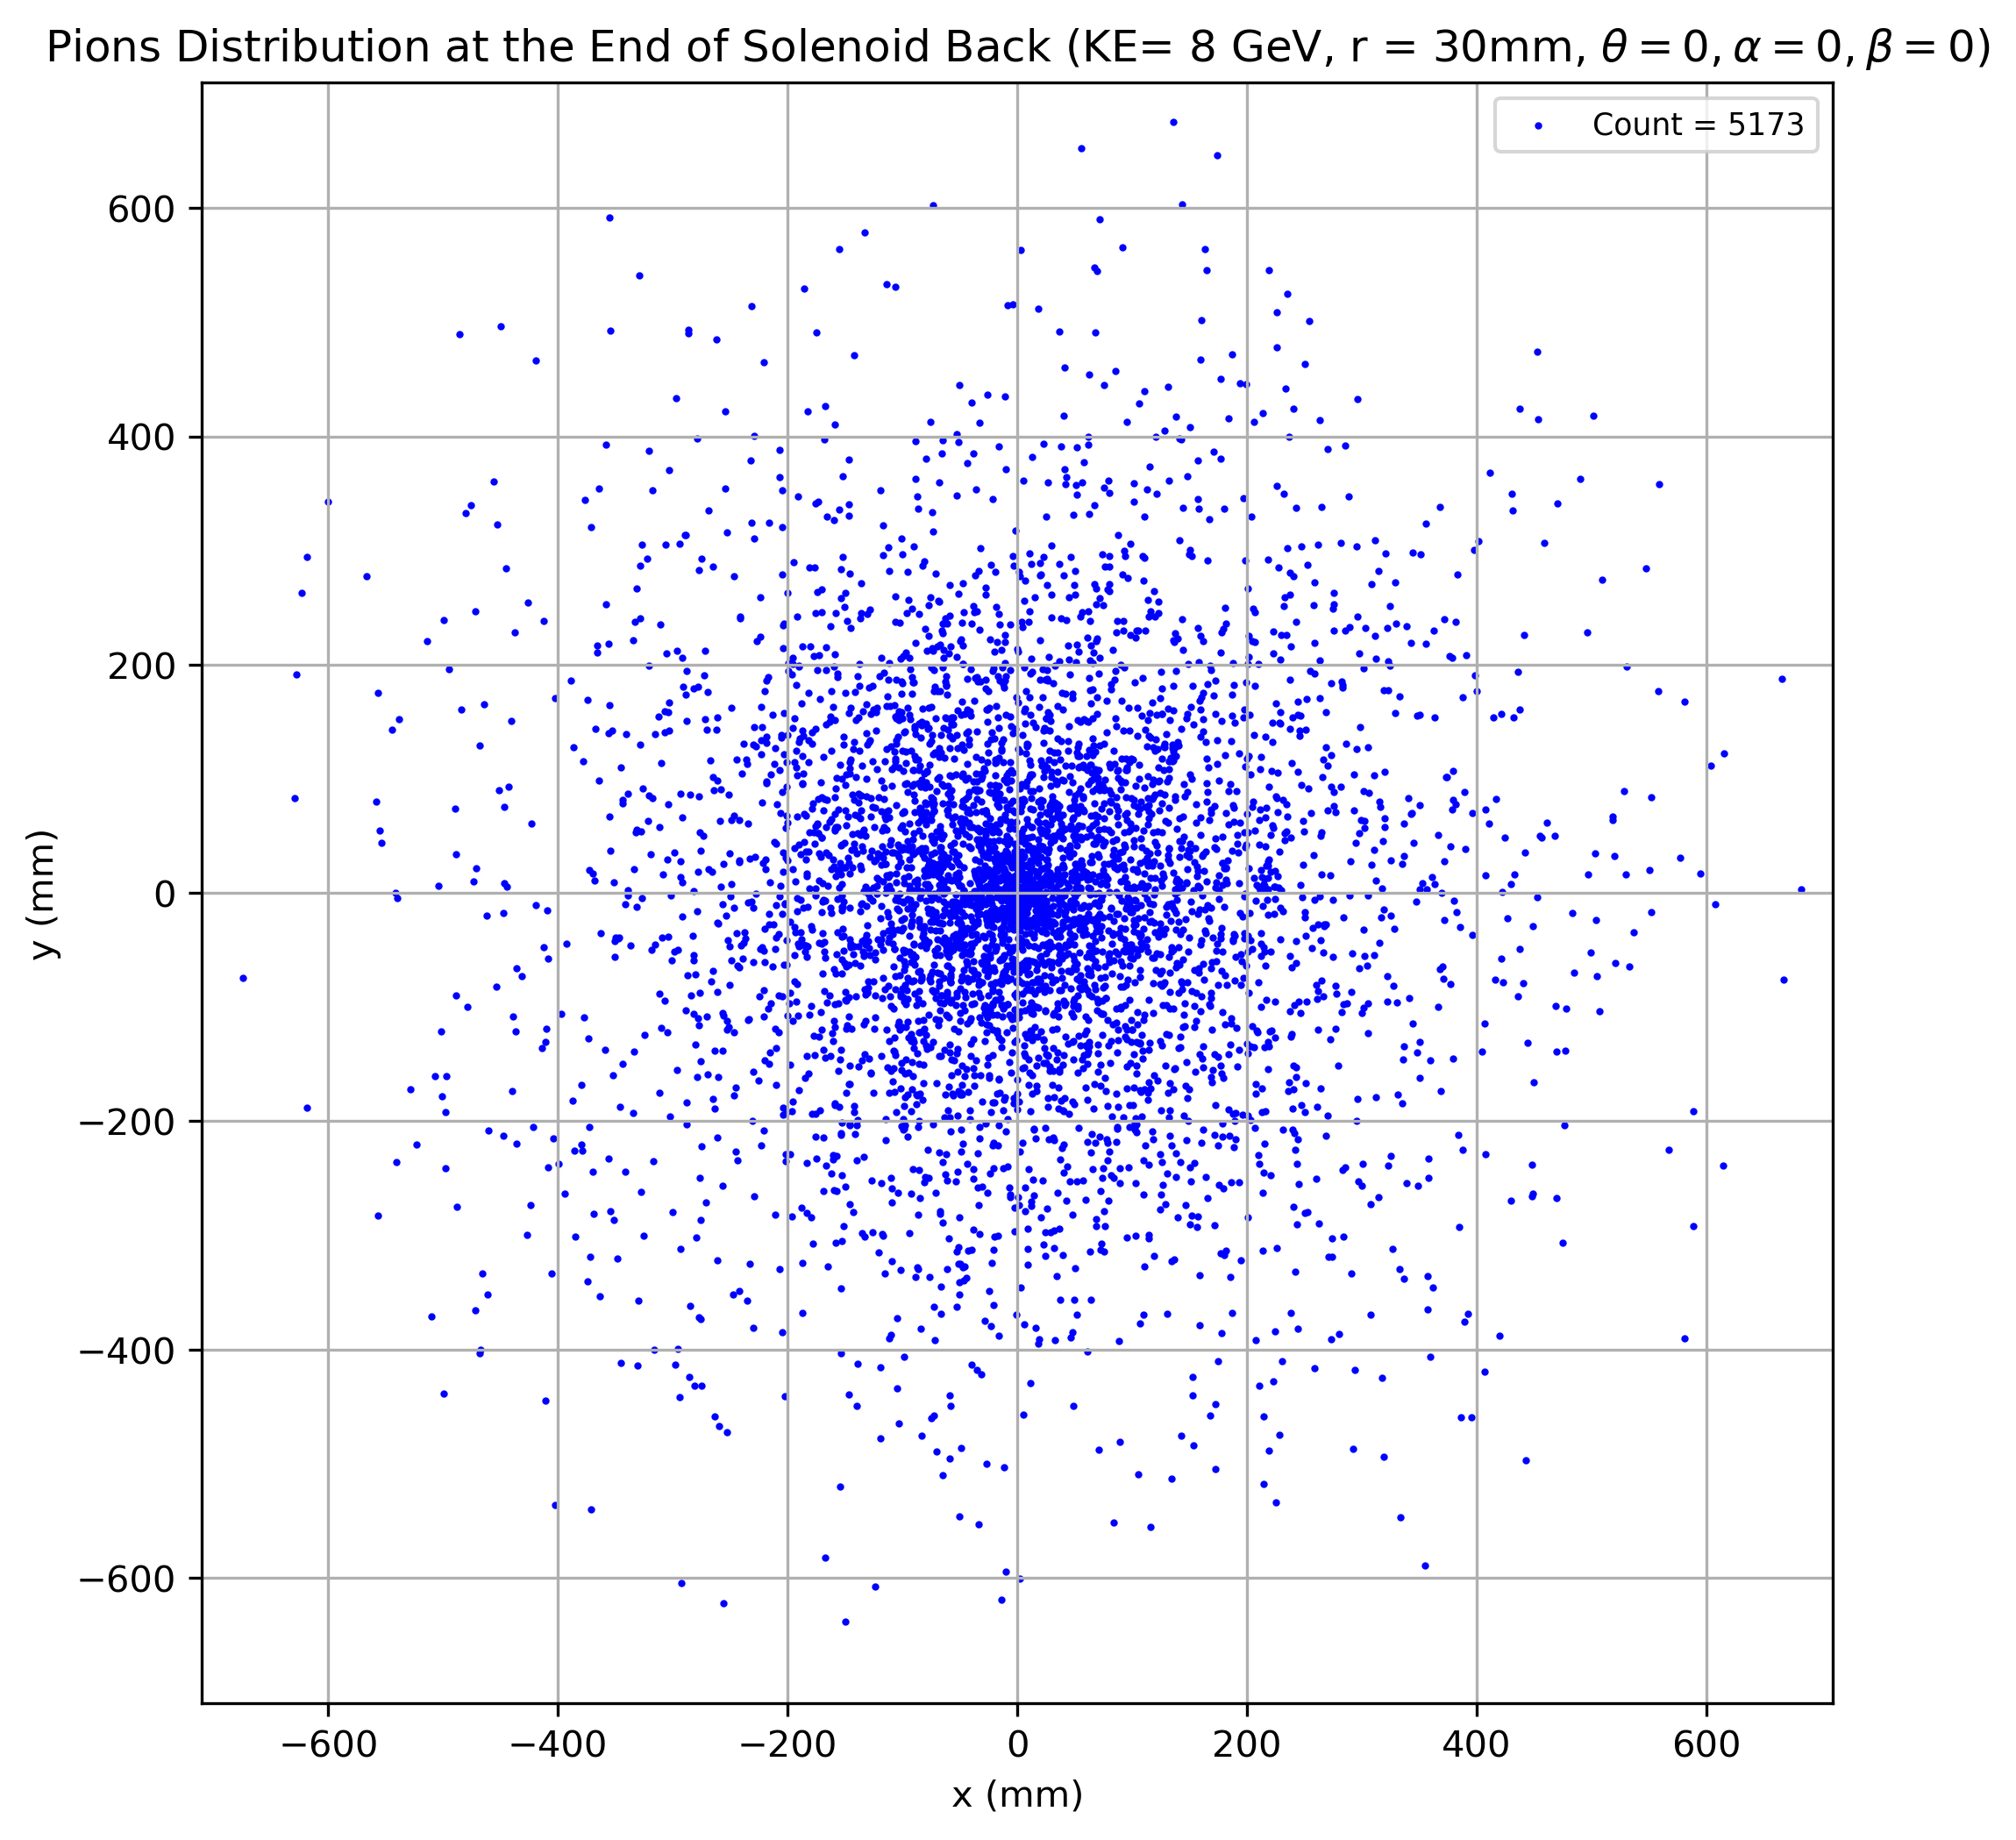 Pions Distribution at the End of Solenoid Back (KE= 8 GeV, r = 30mm, θ = 0, α = 0, β = 0)
Count = 5173
600
400
200
0
−200
−400
−600
y (mm)
−600 −400 −200 0 200 400 600
x (mm)